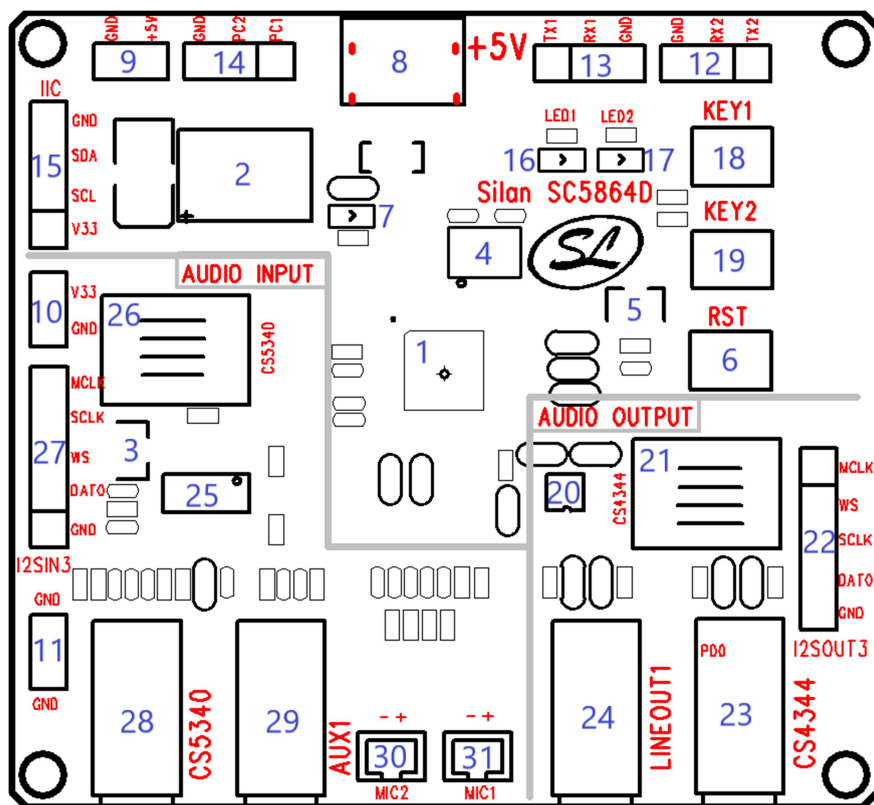 GND
+5V
9
GND
PC2
PC1
14
8
+5V
TX1
RX1
GND
13
GND
RX2
TX2
12
IIC
GND
SDA
SCL
V33
15
2
7
LED1
LED2
16
17
KEY1
18
Silan SC5864D
4
SL
KEY2
19
5
RST
6
AUDIO INPUT
V33
GND
10
26
CS5340
1
MCLK
SCLK
WS
DATO
GND
27
I2SIN3
3
25
AUDIO OUTPUT
20
21
CS4344
MCLK
WS
SCLK
DATO
GND
22
I2SOUT3
GND
11
GND
28
CS5340
29
AUX1
- +
30
MIC2
- +
31
MIC1
24
LINEOUT1
PD0
23
CS4344